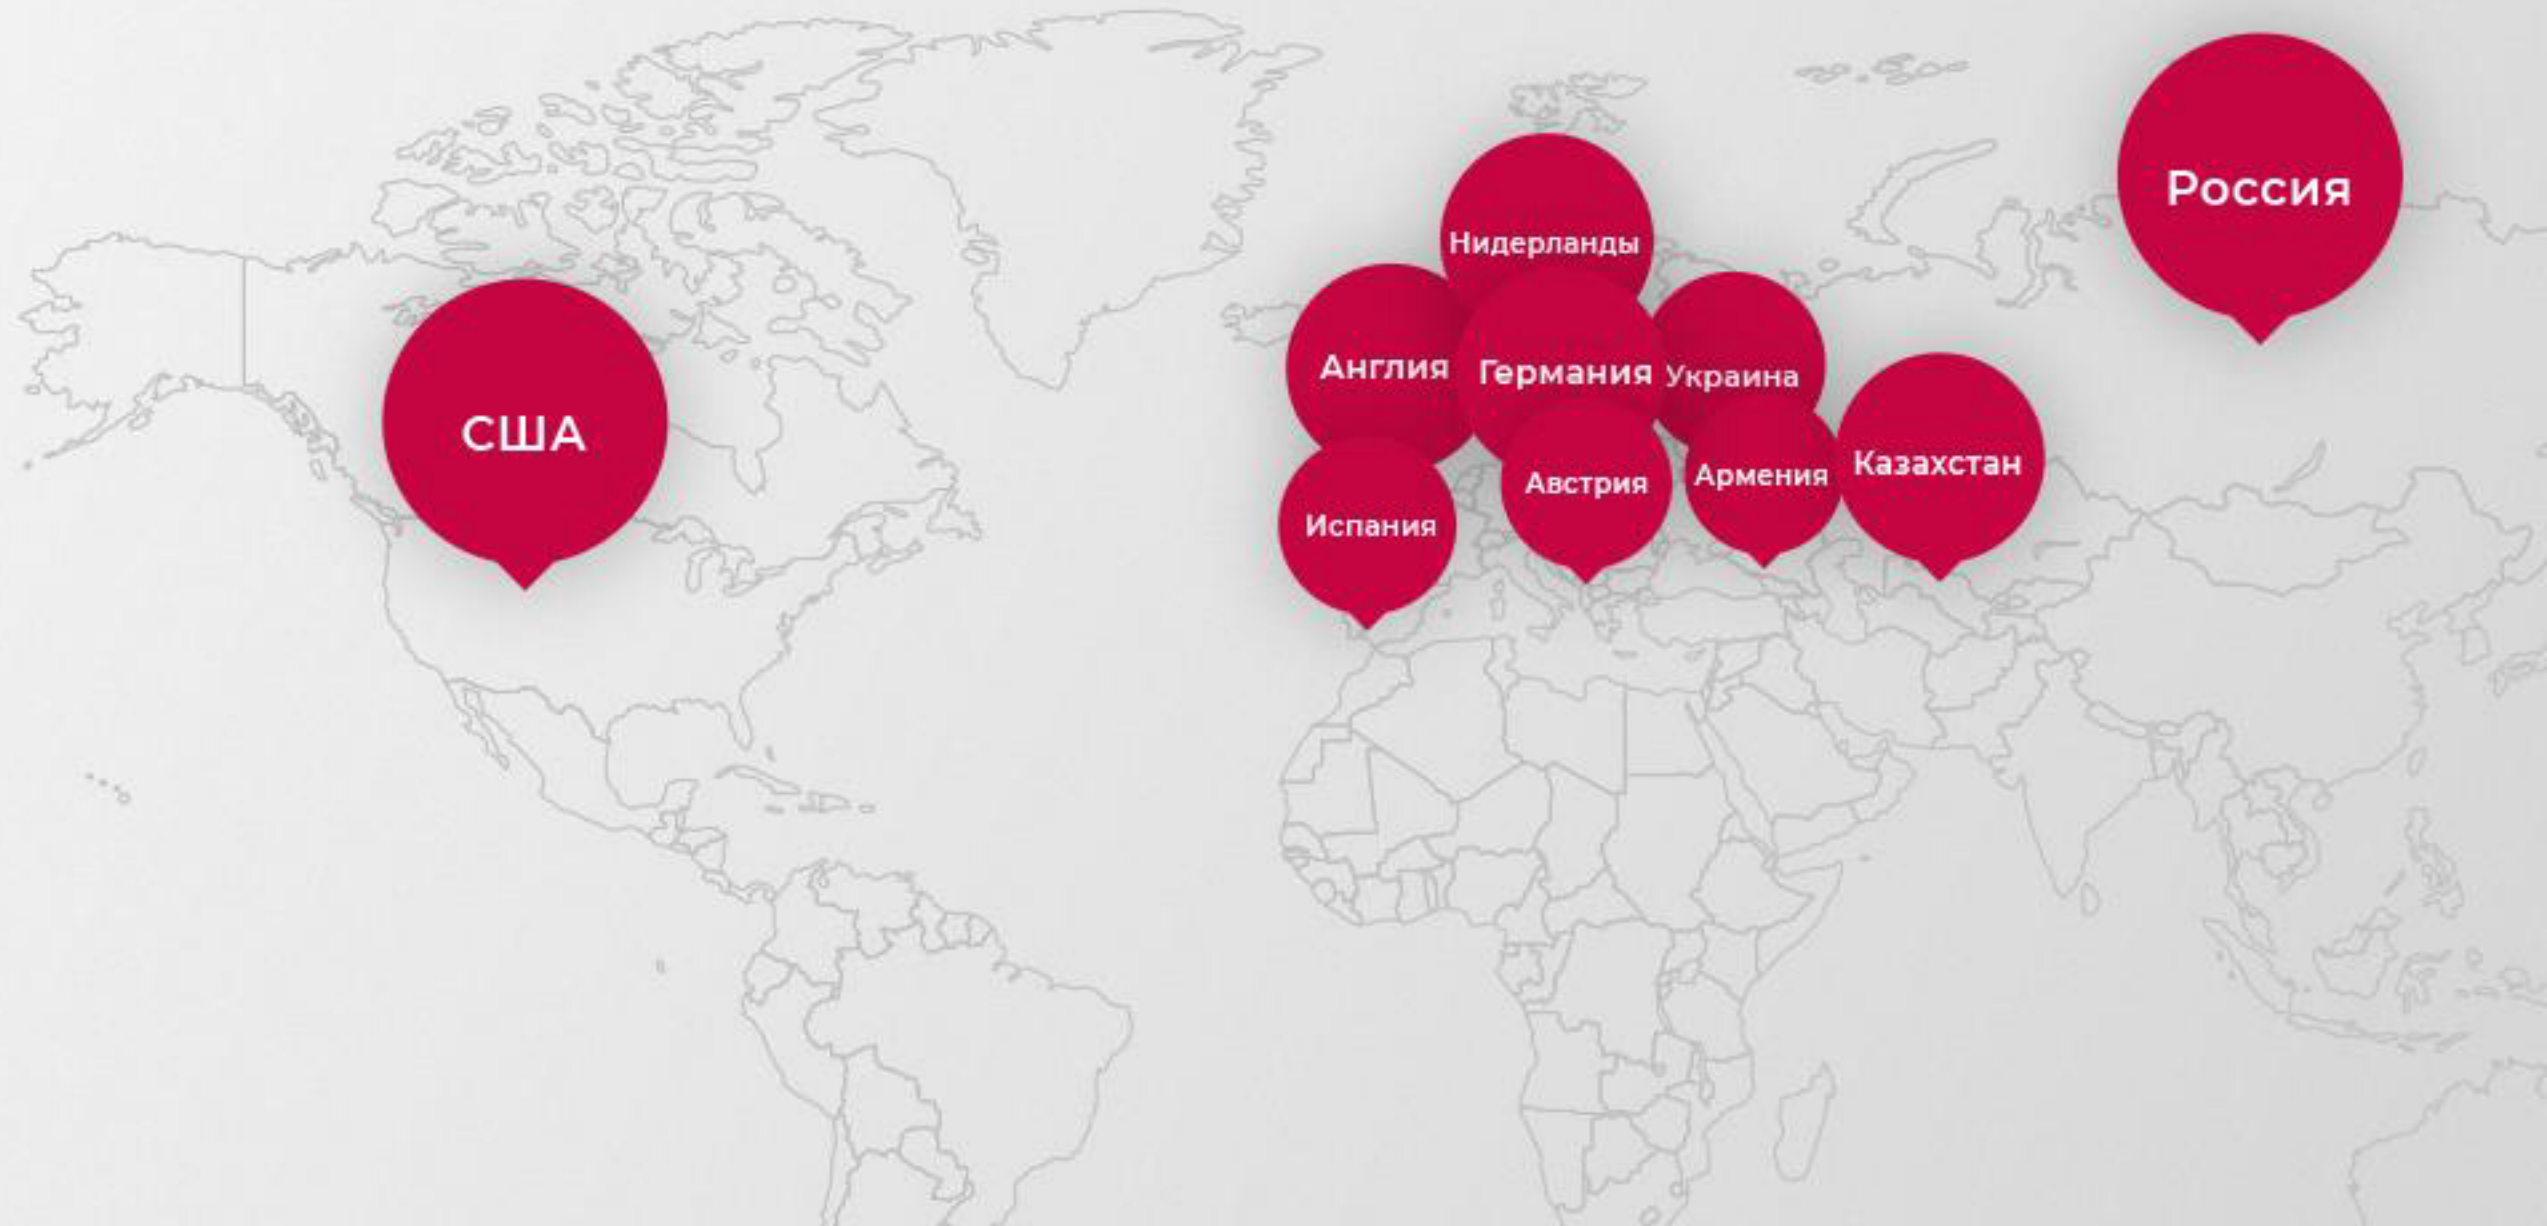 Россия
Нидерланды
США
Англия
Германия
Украина
Казахстан
Армения
Австрия
Испания